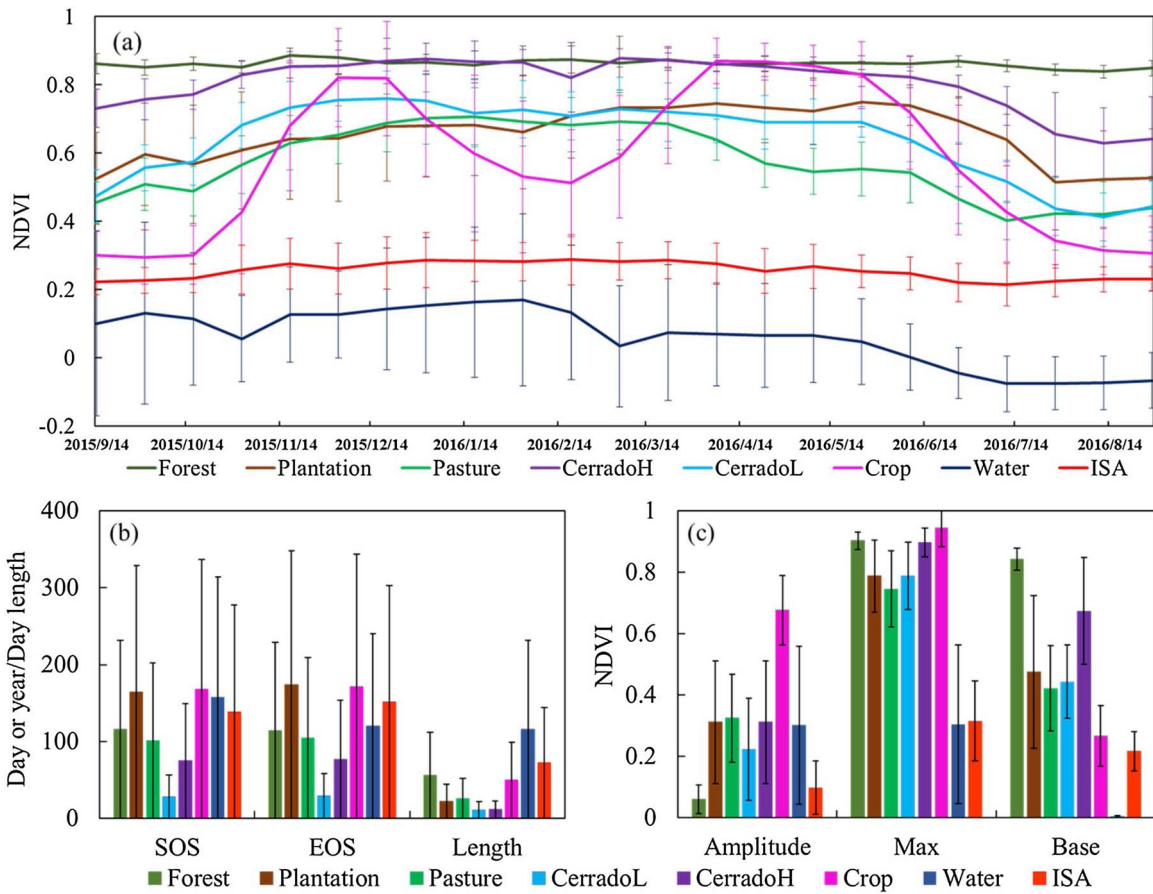 (a)
NDVI
1
0.8
0.6
0.4
0.2
0
-0.2
2015/9/14 2015/10/14 2015/11/14 2015/12/14 2016/1/14 2016/2/14 2016/3/14 2016/4/14 2016/5/14 2016/6/14 2016/7/14 2016/8/14
Forest Plantation Pasture CerradoH CerradoL Crop Water ISA
(b)
Day or year/Day length
400
300
200
100
0
SOS EOS Length
(c)
NDVI
1
0.8
0.6
0.4
0.2
0
Amplitude Max Base
Forest Plantation Pasture CerradoL CerradoH Crop Water ISA